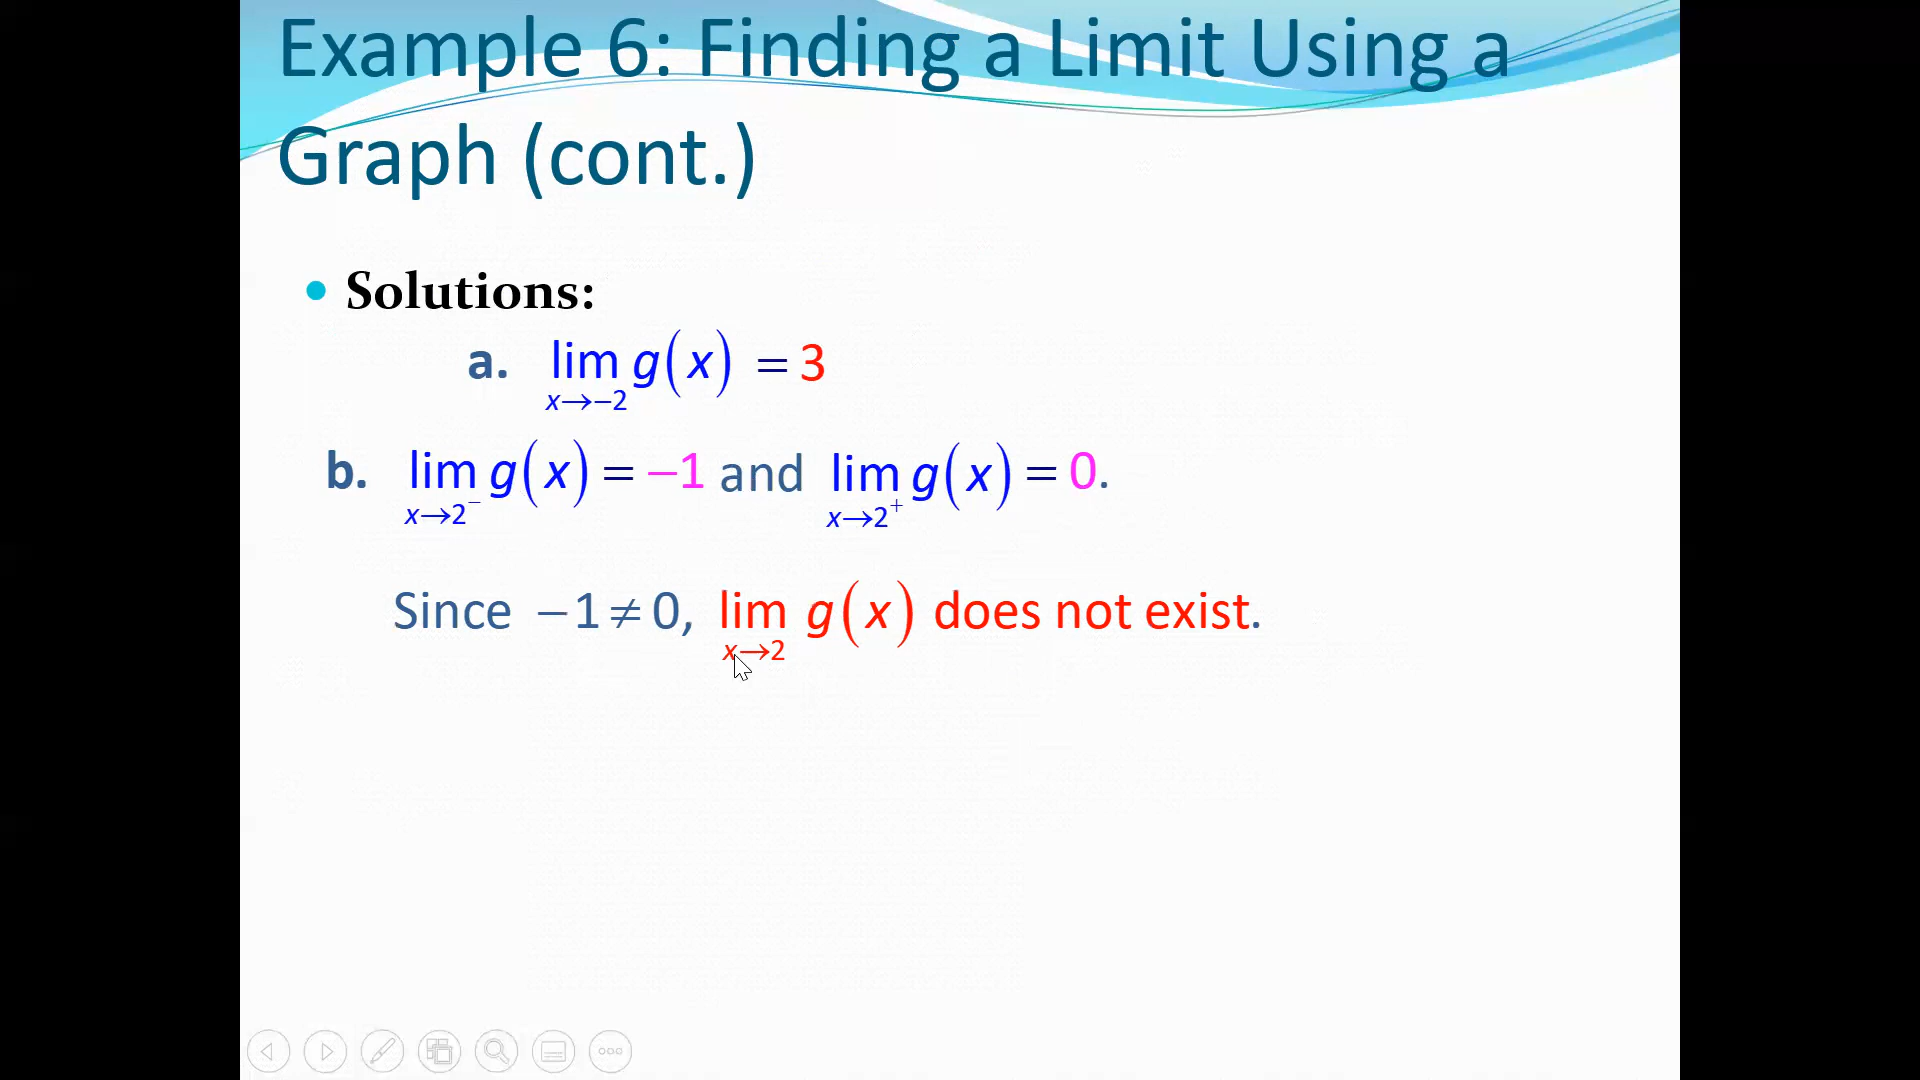 Example 6: Finding a Limit Using a
Graph (cont.)
• Solutions:
a. lim g(x) = 3
x→−2
b. lim g(x) = −1 and lim g(x) = 0.
x→2⁻ x→2⁺
Since −1 ≠ 0, lim g(x) does not exist.
x→2